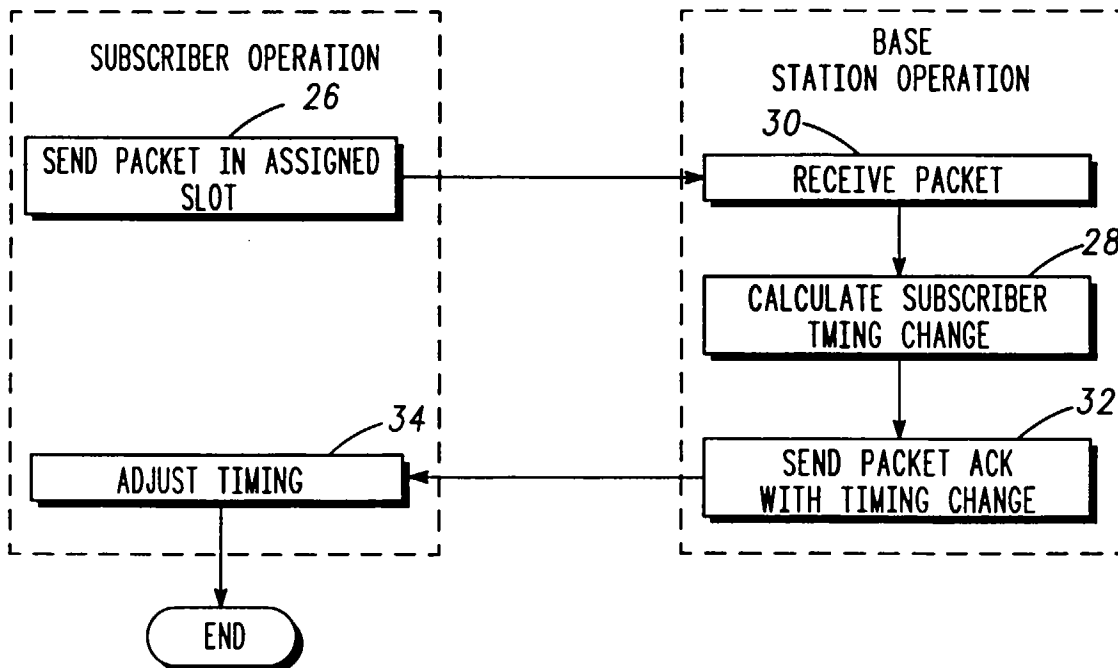 SUBSCRIBER OPERATION
26
SEND PACKET IN ASSIGNED
SLOT
34
ADJUST TIMING
END
BASE
STATION OPERATION
30
RECEIVE PACKET
28
CALCULATE SUBSCRIBER
TMING CHANGE
32
SEND PACKET ACK
WITH TIMING CHANGE